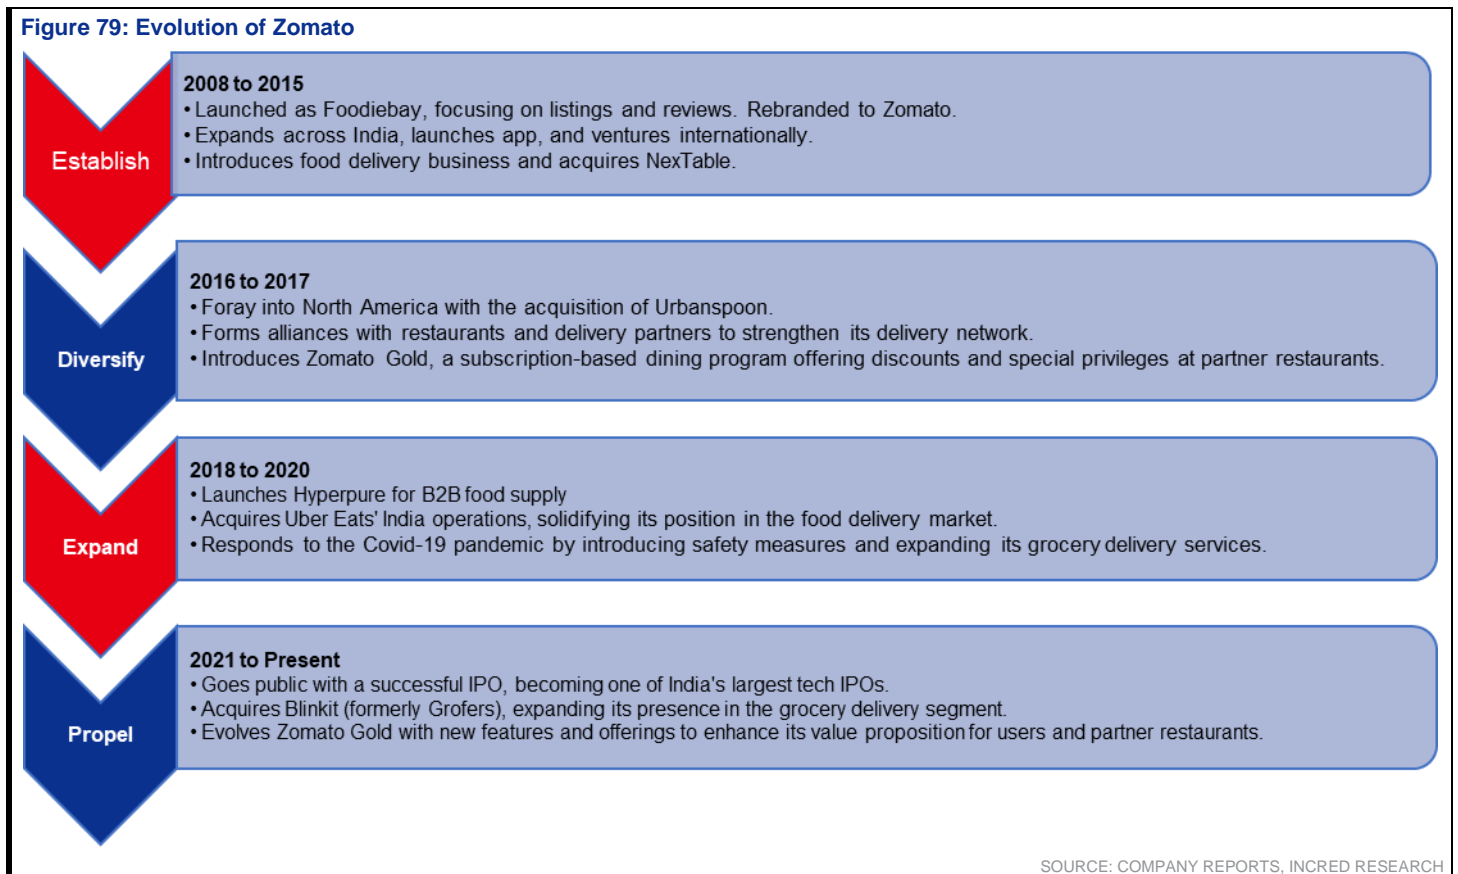 Figure 79: Evolution of Zomato
Establish
2008 to 2015
• Launched as Foodiebay, focusing on listings and reviews. Rebranded to Zomato.
• Expands across India, launches app, and ventures internationally.
• Introduces food delivery business and acquires NexTable.
Diversify
2016 to 2017
• Foray into North America with the acquisition of Urbanspoon.
• Forms alliances with restaurants and delivery partners to strengthen its delivery network.
• Introduces Zomato Gold, a subscription-based dining program offering discounts and special privileges at partner restaurants.
Expand
2018 to 2020
• Launches Hyperpure for B2B food supply
• Acquires Uber Eats' India operations, solidifying its position in the food delivery market.
• Responds to the Covid-19 pandemic by introducing safety measures and expanding its grocery delivery services.
Propel
2021 to Present
• Goes public with a successful IPO, becoming one of India's largest tech IPOs.
• Acquires Blinkit (formerly Grofers), expanding its presence in the grocery delivery segment.
• Evolves Zomato Gold with new features and offerings to enhance its value proposition for users and partner restaurants.
SOURCE: COMPANY REPORTS, INCRED RESEARCH